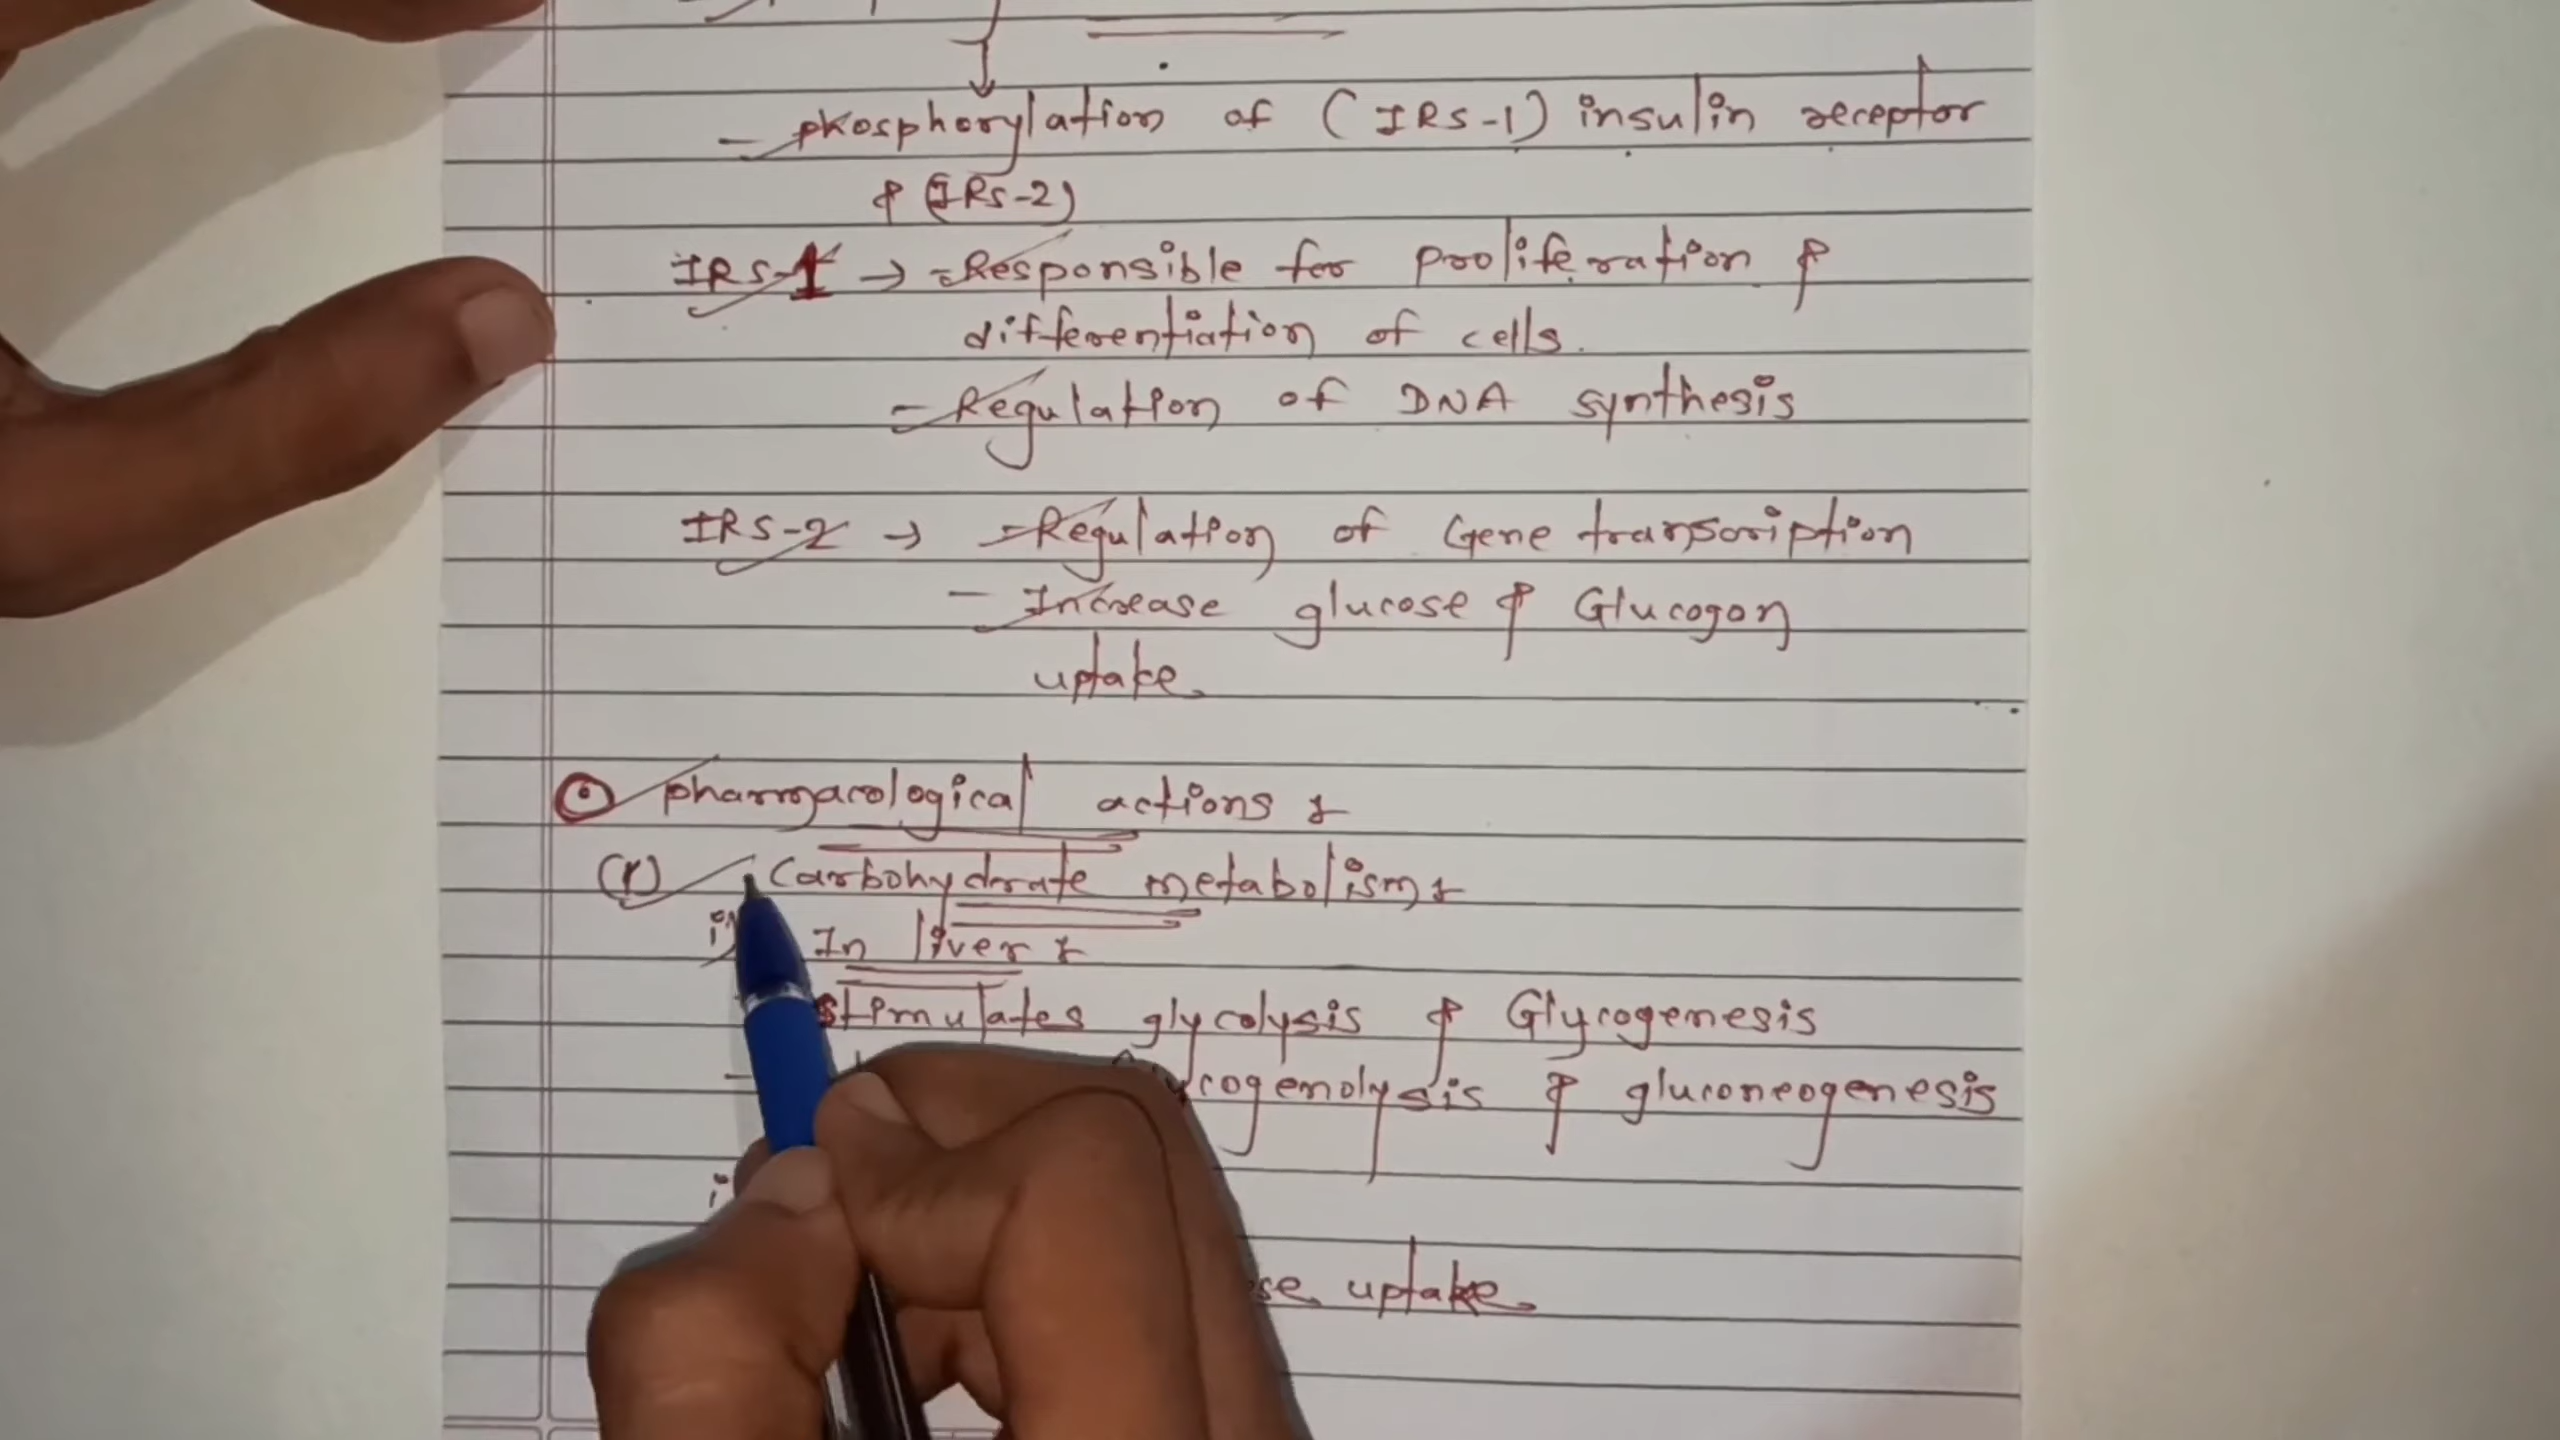 - phosphorylation of (IRS-1) insulin receptor
& (IRS-2)
IRS-1 → - Responsible for proliferation &
differentiation of cells.
- Regulation of DNA synthesis
IRS-2 → - Regulation of Gene transcription
- Increase glucose & Glucogon
uptake.
pharmacological actions :
(1) Carbohydrate metabolism :
i) In liver :
stimulates glycolysis & Glycogenesis
- & gluconeogenesis
uptake.